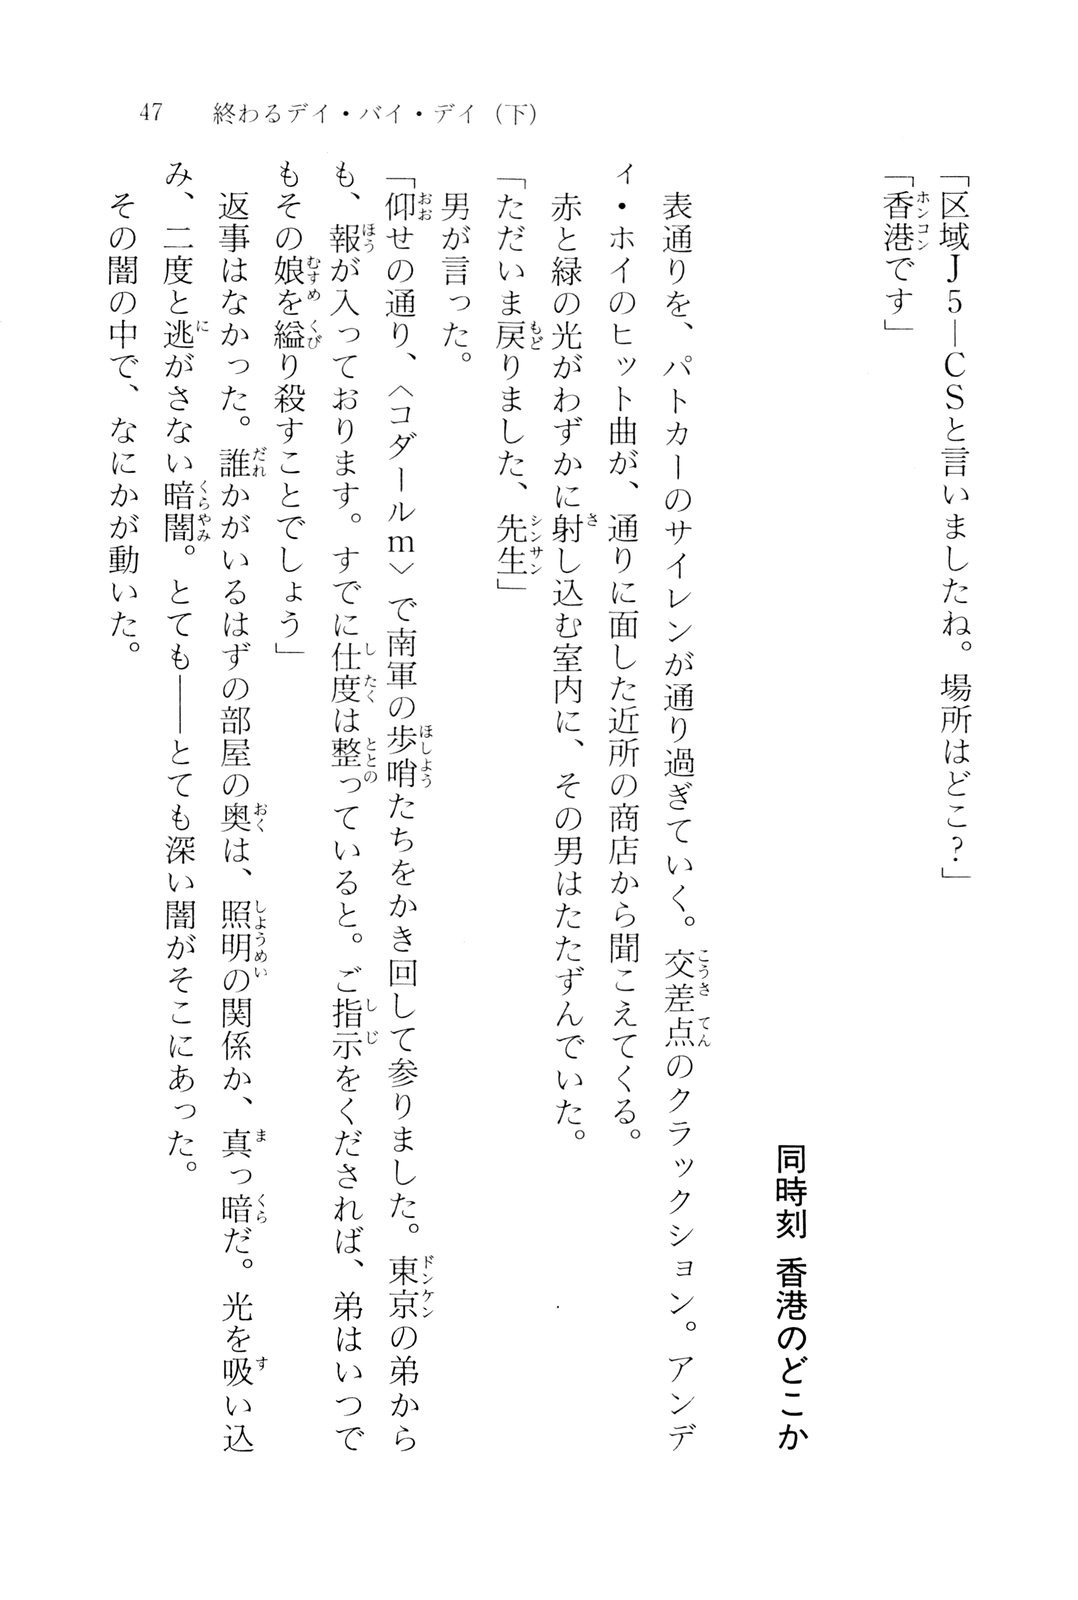 47　終わるデイ・バイ・デイ（下）
「区域Ｊ５―ＣＳと言いましたね。場所はどこ？」
「香港です」
同時刻　香港のどこか
表通りを、パトカーのサイレンが通り過ぎていく。交差点のクラックション。アンデ
ィ・ホイのヒット曲が、通りに面した近所の商店から聞こえてくる。
赤と緑の光がわずかに射し込む室内に、その男はたたずんでいた。
「ただいま戻りました、先生」
男が言った。
「仰せの通り、〈コダールｍ〉で南軍の歩哨たちをかき回して参りました。東京の弟から
も、報が入っております。すでに仕度は整っていると。ご指示をくだされば、弟はいつで
もその娘を縊り殺すことでしょう」
返事はなかった。誰かがいるはずの部屋の奥は、照明の関係か、真っ暗だ。光を吸い込
み、二度と逃がさない暗闇。とても――とても深い闇がそこにあった。
その闇の中で、なにかが動いた。